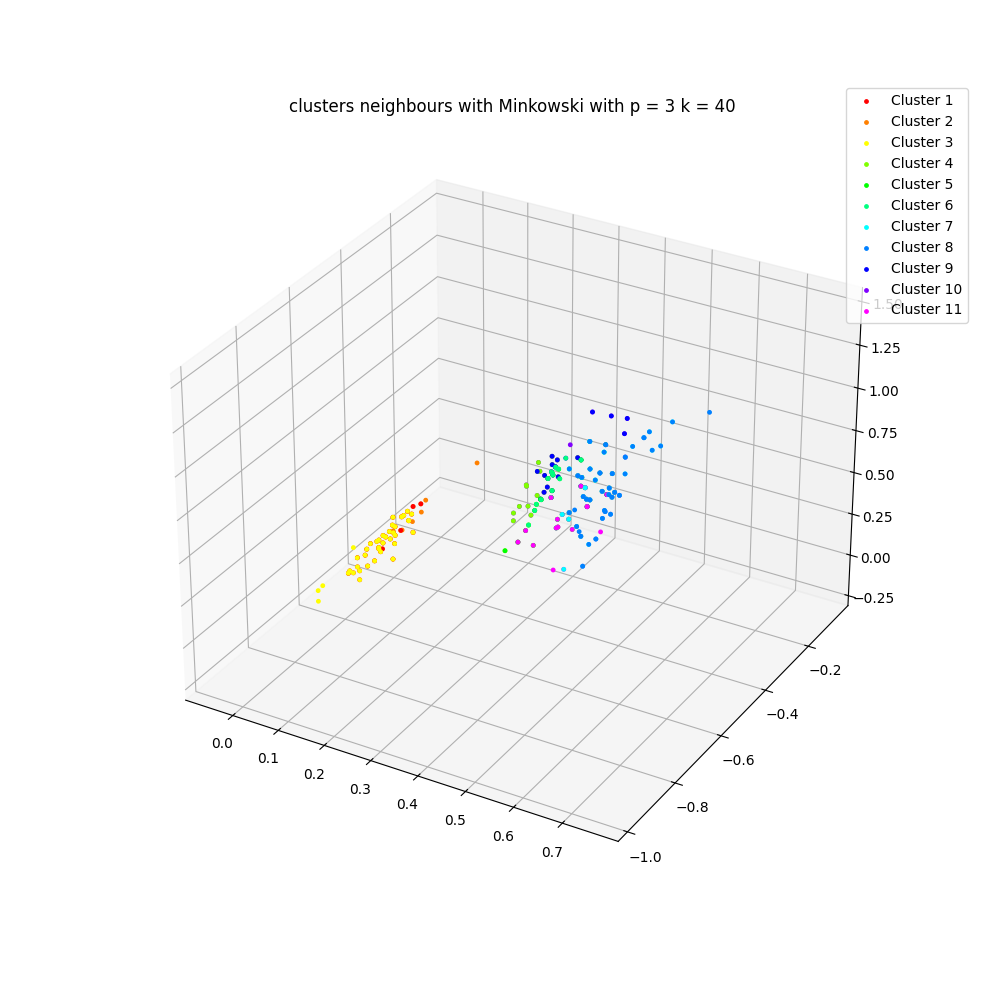 clusters neighbours with Minkowski with p = 3 k = 40
Cluster 1
Cluster 2
Cluster 3
Cluster 4
Cluster 5
Cluster 6
Cluster 7
Cluster 8
Cluster 9
Cluster 10
Cluster 11
1.50
1.25
1.00
0.75
0.50
0.25
0.00
−0.25
−0.2
−0.4
−0.6
−0.8
−1.0
0.0
0.1
0.2
0.3
0.4
0.5
0.6
0.7